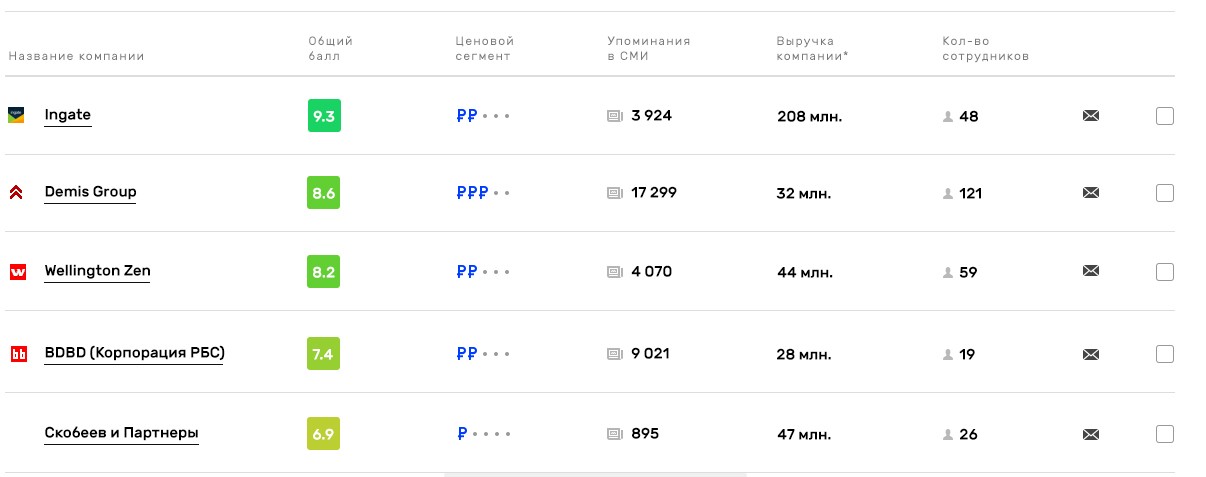 Название компании
Общий
балл
Ценовой
сегмент
Упоминания
в СМИ
Выручка
компании*
Кол-во
сотрудников
Ingate 9.3 ₽₽ 3 924 208 млн. 48
Demis Group 8.6 ₽₽₽ 17 299 32 млн. 121
Wellington Zen 8.2 ₽₽ 4 070 44 млн. 59
bb BDBD (Корпорация РБС) 7.4 ₽₽ 9 021 28 млн. 19
Скобеев и Партнеры 6.9 ₽ 895 47 млн. 26